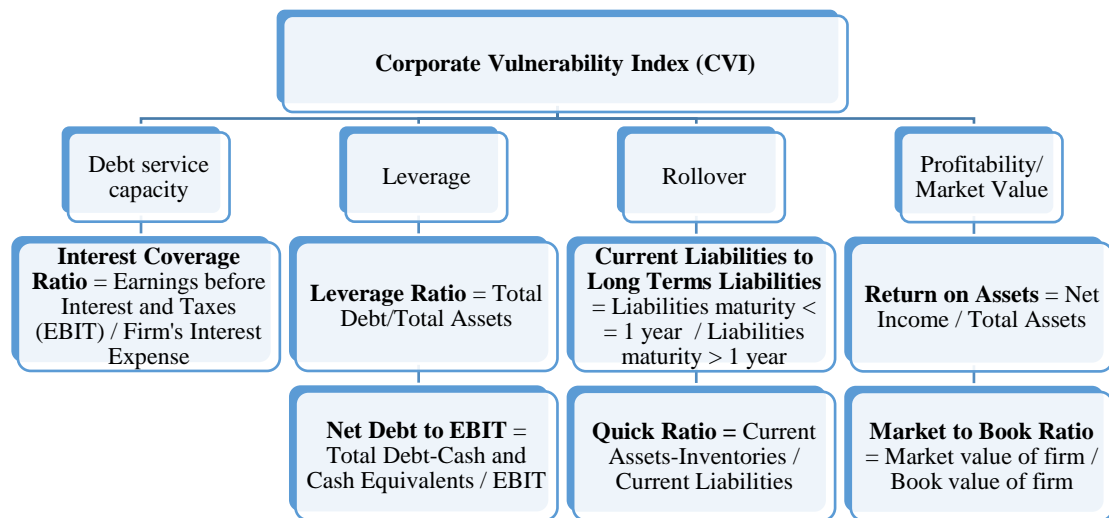 Corporate Vulnerability Index (CVI)
Debt service
capacity
Leverage
Rollover
Profitability/
Market Value
Interest Coverage
Ratio = Earnings before
Interest and Taxes
(EBIT) / Firm's Interest
Expense
Leverage Ratio = Total
Debt/Total Assets
Current Liabilities to
Long Terms Liabilities
= Liabilities maturity <
= 1 year / Liabilities
maturity > 1 year
Return on Assets = Net
Income / Total Assets
Net Debt to EBIT =
Total Debt-Cash and
Cash Equivalents / EBIT
Quick Ratio = Current
Assets-Inventories /
Current Liabilities
Market to Book Ratio
= Market value of firm /
Book value of firm